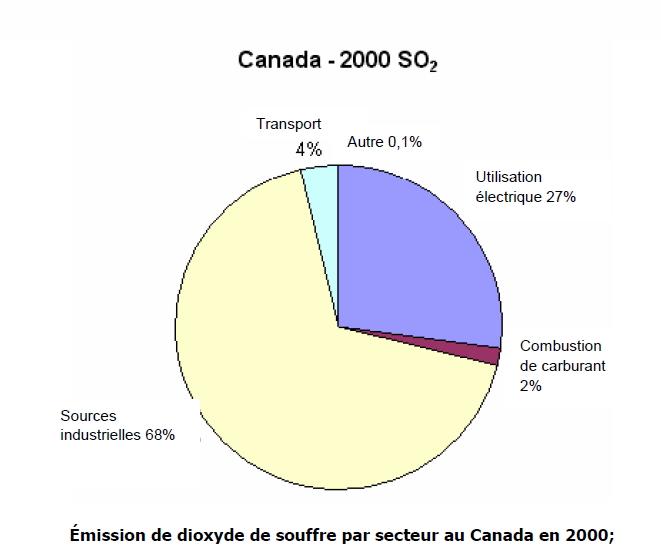 Canada - 2000 SO₂
Transport
4%
Autre 0,1%
Utilisation
électrique 27%
Combustion
de carburant
2%
Sources
industrielles 68%
Émission de dioxyde de souffre par secteur au Canada en 2000;